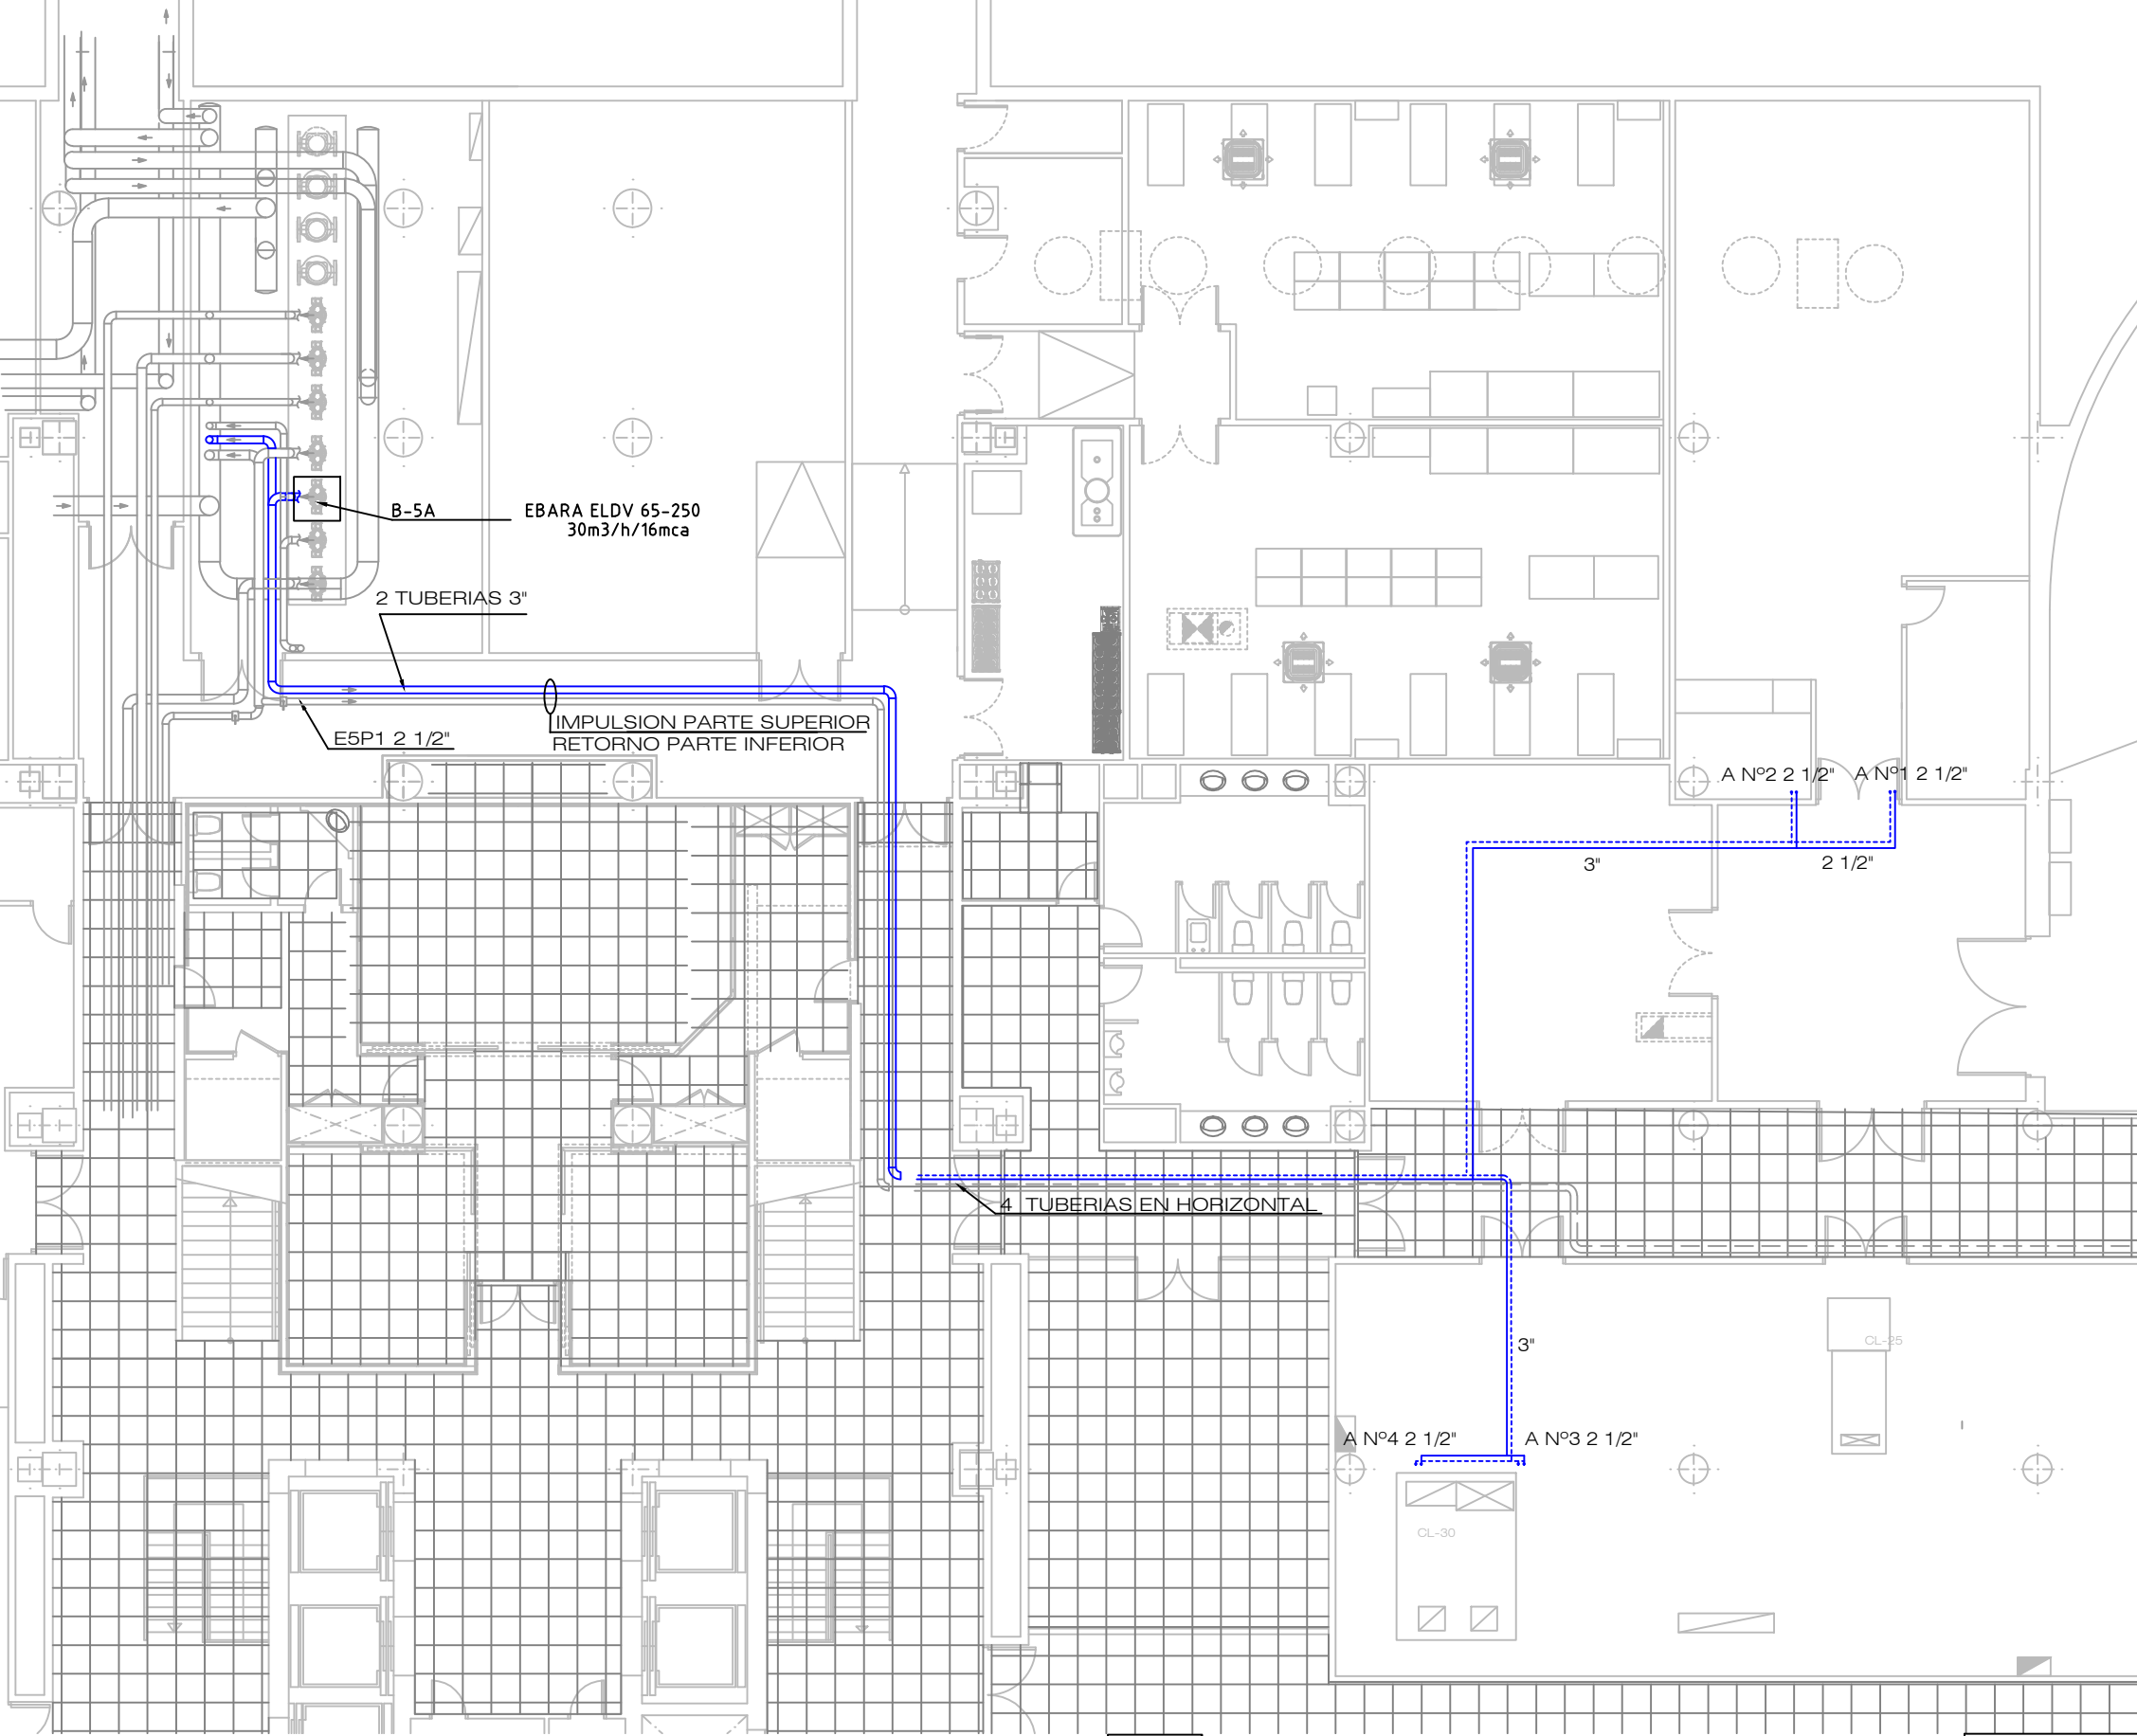 B-5A
EBARA ELDV 65-250
30m3/h/16mca
2 TUBERIAS 3"
IMPULSION PARTE SUPERIOR
RETORNO PARTE INFERIOR
E5P1 2 1/2"
A Nº2 2 1/2"
A Nº1 2 1/2"
3"
2 1/2"
4 TUBERIAS EN HORIZONTAL
3"
CL-25
A Nº4 2 1/2"
A Nº3 2 1/2"
CL-30